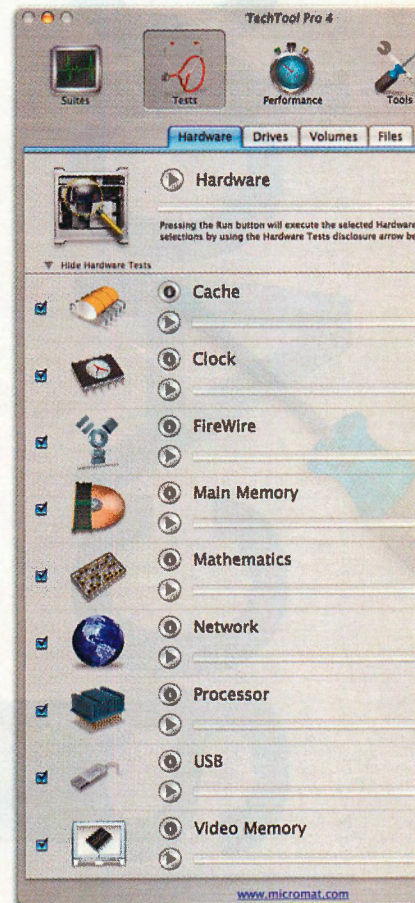 TechTool Pro 4
Suites
Tests
Performance
Tools
Hardware
Drives
Volumes
Files
Hardware
Pressing the Run button will execute the selected Hardware
selections by using the Hardware Tests disclosure arrow be
Hide Hardware Tests
Cache
Clock
FireWire
Main Memory
Mathematics
Network
Processor
USB
Video Memory
www.micromat.com